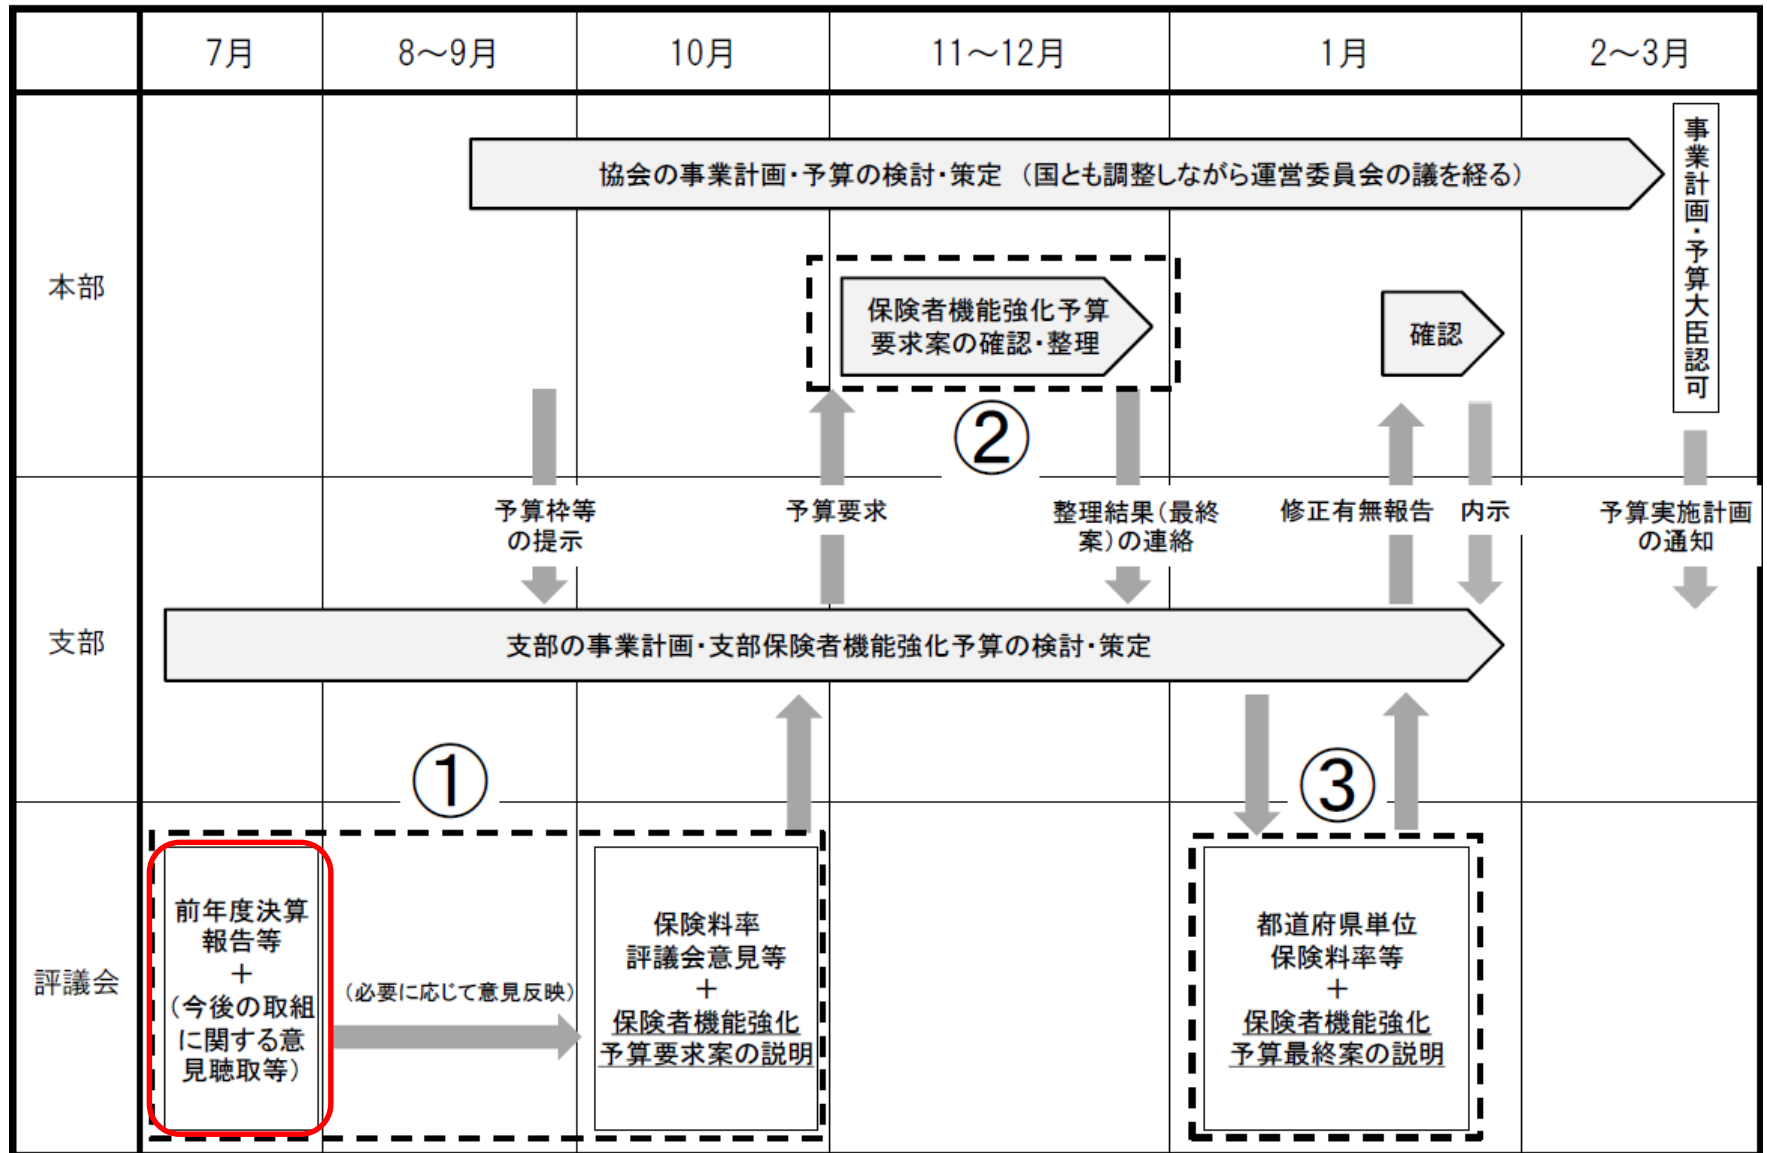 7月
8～9月
10月
11～12月
1月
2～3月
本部
協会の事業計画・予算の検討・策定 （国とも調整しながら運営委員会の議を経る）
事業計画・予算大臣認可
保険者機能強化予算
要求案の確認・整理
確認
②
予算枠等
の提示
予算要求
整理結果（最終
案）の連絡
修正有無報告
内示
予算実施計画
の通知
支部
支部の事業計画・支部保険者機能強化予算の検討・策定
①
③
評議会
前年度決算
報告等
＋
（今後の取組
に関する意
見聴取等）
（必要に応じて意見反映）
保険料率
評議会意見等
＋
保険者機能強化
予算要求案の説明
都道府県単位
保険料率等
＋
保険者機能強化
予算最終案の説明